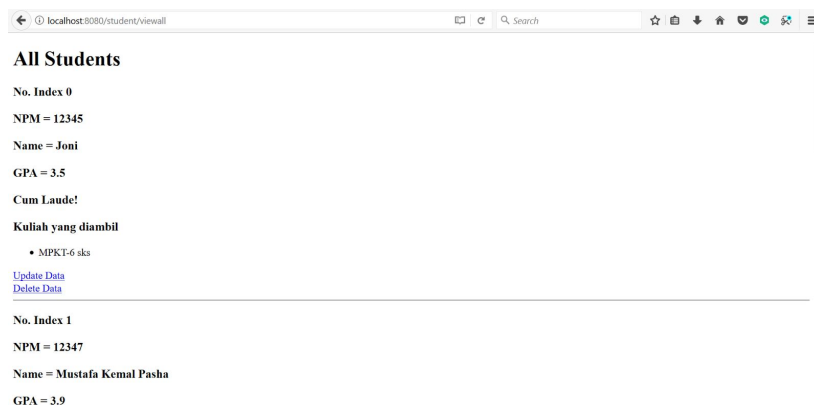 localhost:8080/student/viewall
Search
All Students
No. Index 0
NPM = 12345
Name = Joni
GPA = 3.5
Cum Laude!
Kuliah yang diambil
• MPKT-6 sks
Update Data
Delete Data
No. Index 1
NPM = 12347
Name = Mustafa Kemal Pasha
GPA = 3.9